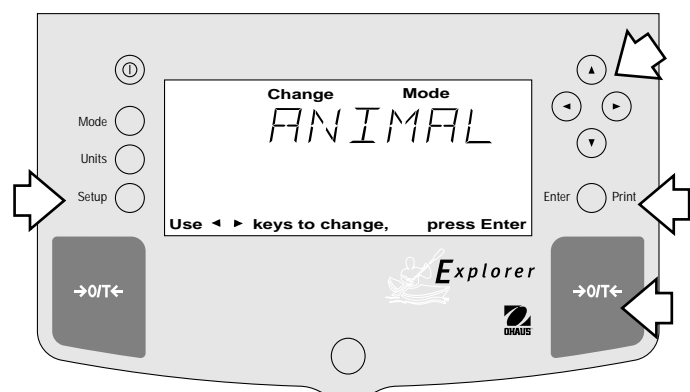 Change Mode
ANIMAL
Use ◄ ► keys to change, press Enter
Mode
Units
Setup
Enter Print
→0/T←
→0/T←
Explorer
OHAUS